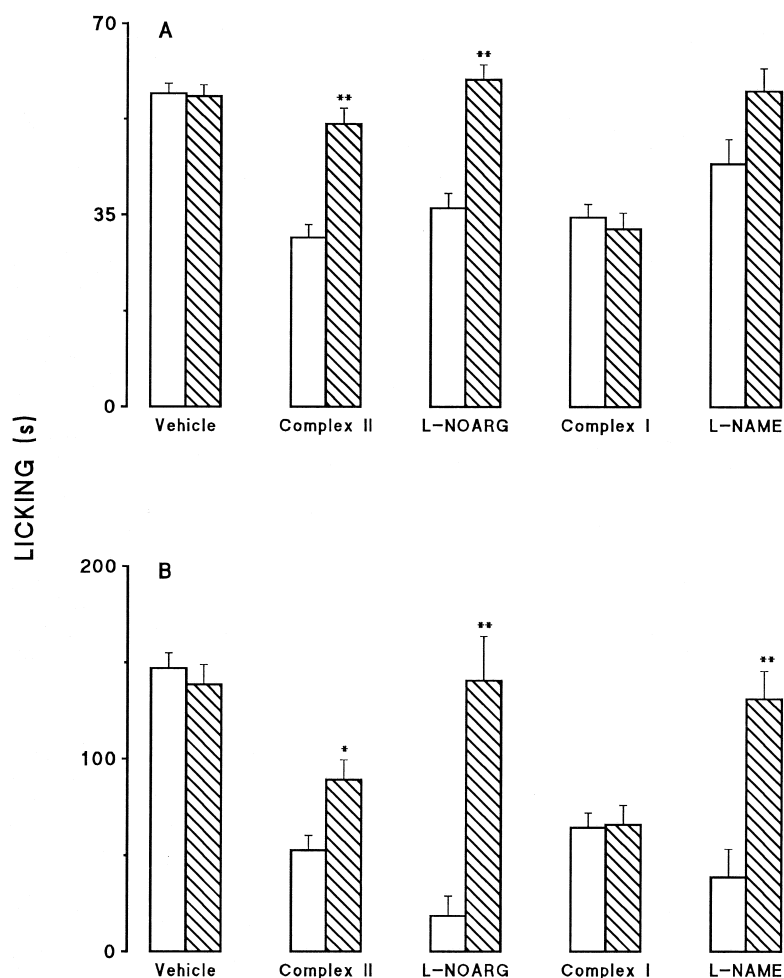 LICKING (s)
A
70
35
0
**
**
Vehicle Complex II L-NOARG Complex I L-NAME
B
200
100
0
*
**
**
Vehicle Complex II L-NOARG Complex I L-NAME